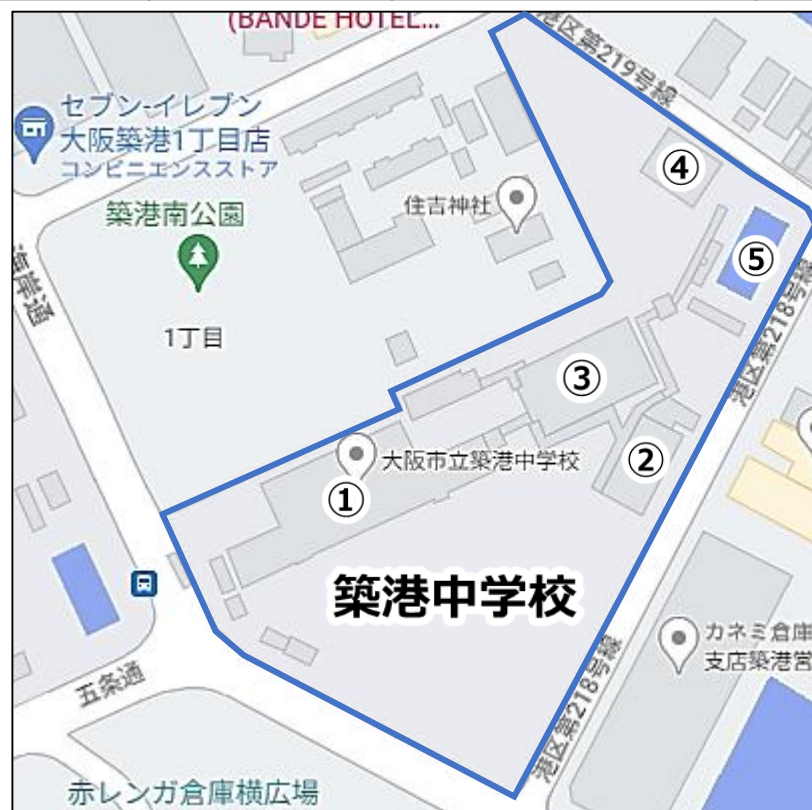 (BANDE HOTEL...
港区第219号線
セブン-イレブン
大阪築港1丁目店
コンビニエンスストア
④
住吉神社
築港南公園
⑤
海岸通
1丁目
港区第218号線
③
大阪市立築港中学校
②
①
築港中学校
カネミ倉庫
支店築港営
港区第218号線
五条通
赤レンガ倉庫横広場